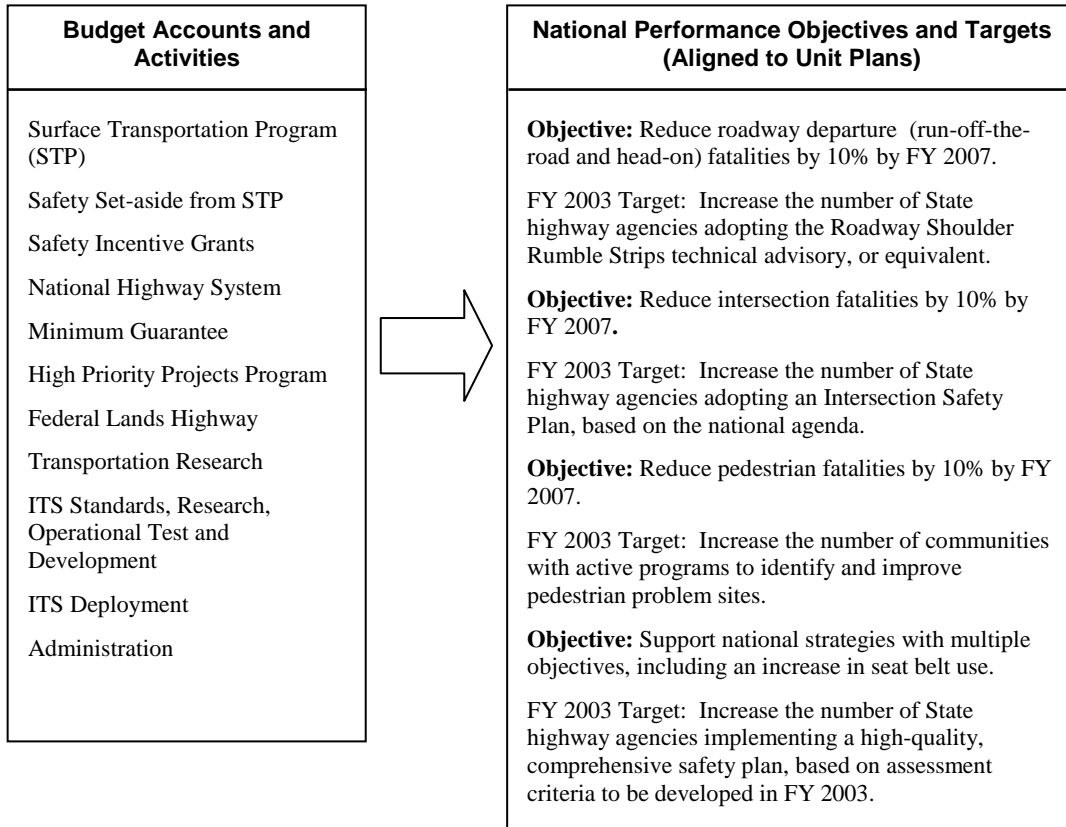 Budget Accounts and
Activities
Surface Transportation Program
(STP)
Safety Set-aside from STP
Safety Incentive Grants
National Highway System
Minimum Guarantee
High Priority Projects Program
Federal Lands Highway
Transportation Research
ITS Standards, Research,
Operational Test and
Development
ITS Deployment
Administration
National Performance Objectives and Targets
(Aligned to Unit Plans)
Objective: Reduce roadway departure (run-off-the-
road and head-on) fatalities by 10% by FY 2007.
FY 2003 Target: Increase the number of State
highway agencies adopting the Roadway Shoulder
Rumble Strips technical advisory, or equivalent.
Objective: Reduce intersection fatalities by 10% by
FY 2007.
FY 2003 Target: Increase the number of State
highway agencies adopting an Intersection Safety
Plan, based on the national agenda.
Objective: Reduce pedestrian fatalities by 10% by FY
2007.
FY 2003 Target: Increase the number of communities
with active programs to identify and improve
pedestrian problem sites.
Objective: Support national strategies with multiple
objectives, including an increase in seat belt use.
FY 2003 Target: Increase the number of State
highway agencies implementing a high-quality,
comprehensive safety plan, based on assessment
criteria to be developed in FY 2003.